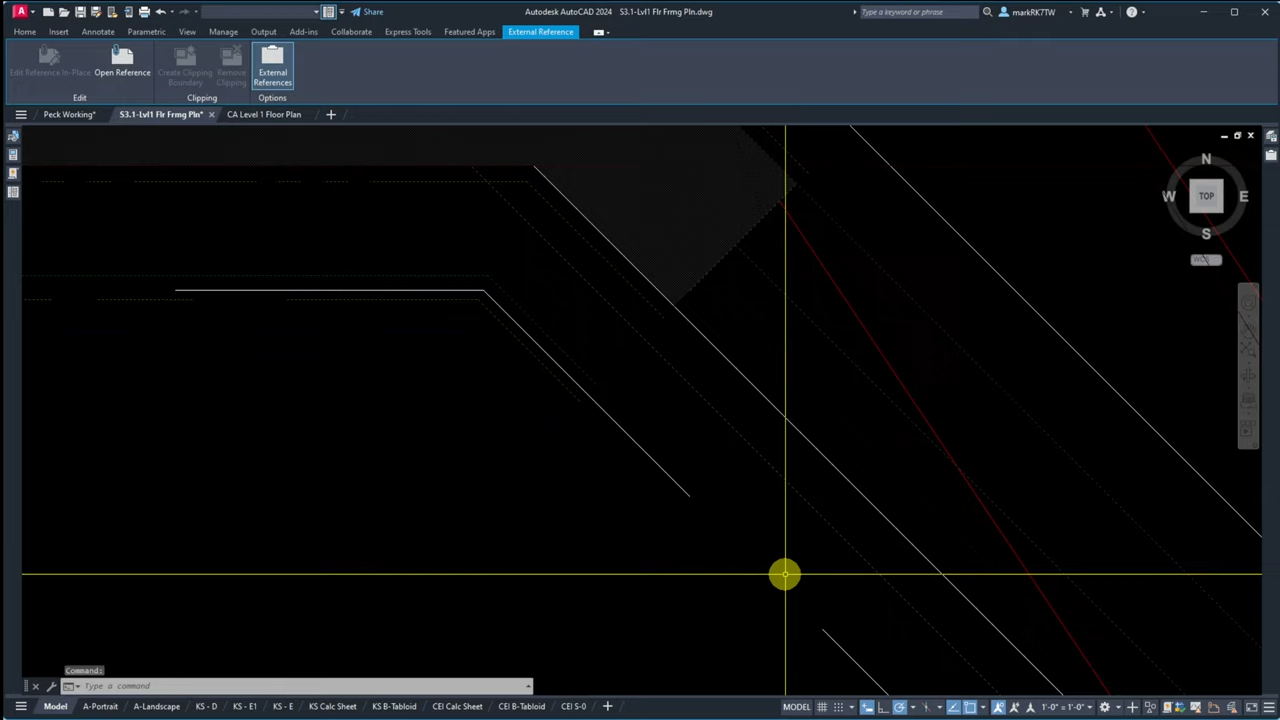 A Share Autodesk AutoCAD 2024 S3.1-Lvl1 Flr Frmg Pln.dwg Type a keyword or phrase markRK7TW
Home Insert Annotate Parametric View Manage Output Add-ins Collaborate Express Tools Featured Apps External Reference
Edit Reference In-Place Open Reference Create Clipping Boundary Remove Clipping External References
Edit Clipping Options
Peck Working* S3.1-Lvl1 Flr Frmg Pln* CA Level 1 Floor Plan
N
W TOP E
S
WCS
Command:
Type a command
Model A-Portrait A-Landscape KS - D KS - E1 KS - E KS Calc Sheet KS B-Tabloid CEI Calc Sheet CEI B-Tabloid CEI S-0 MODEL 1'-0" = 1'-0"